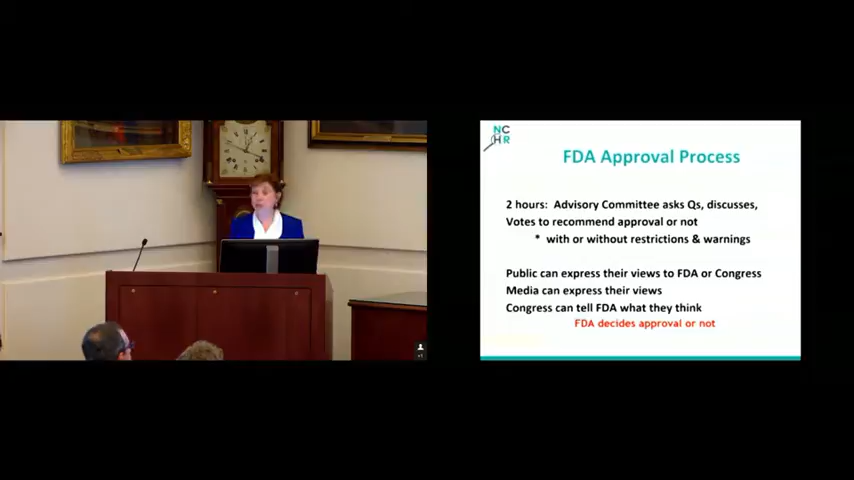 NC
HR
FDA Approval Process
2 hours: Advisory Committee asks Qs, discusses,
Votes to recommend approval or not
* with or without restrictions & warnings
Public can express their views to FDA or Congress
Media can express their views
Congress can tell FDA what they think
FDA decides approval or not